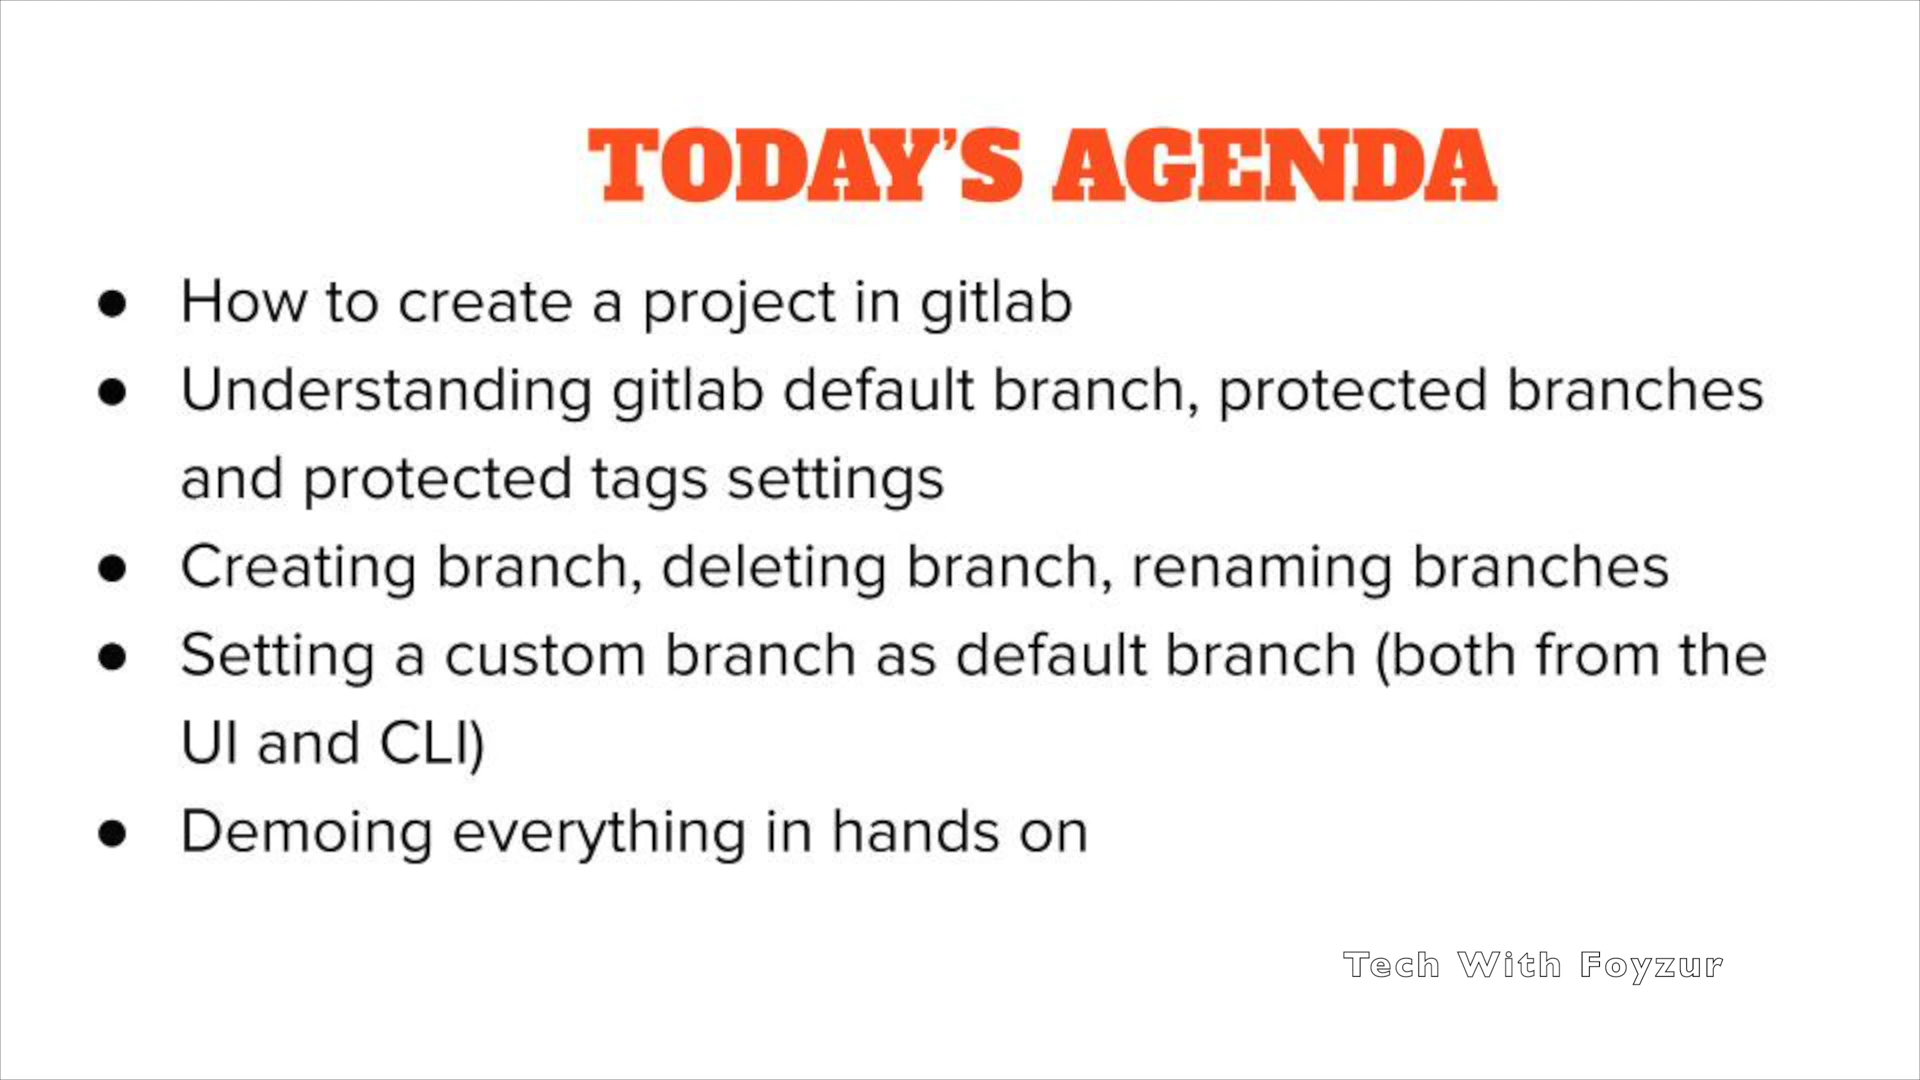 TODAY’S AGENDA
● How to create a project in gitlab
● Understanding gitlab default branch, protected branches
and protected tags settings
● Creating branch, deleting branch, renaming branches
● Setting a custom branch as default branch (both from the
UI and CLI)
● Demoing everything in hands on
Tech With Foyzur